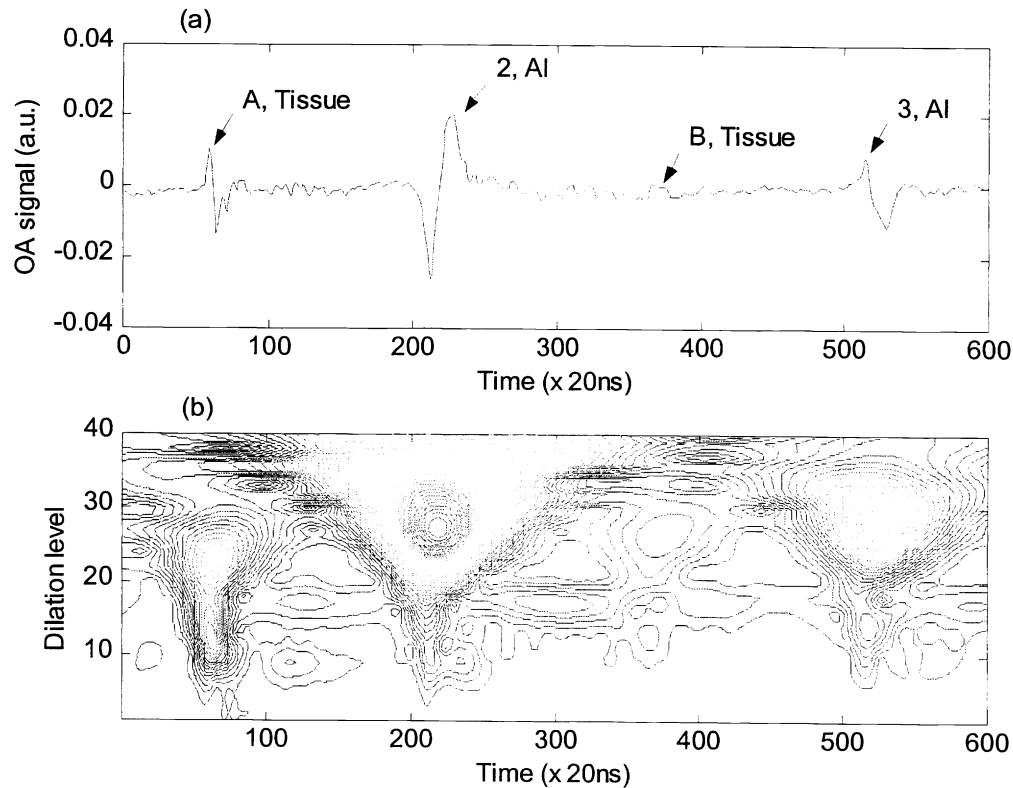 (a)
0.04
0.02
0
-0.02
-0.04
OA signal (a.u.)
A, Tissue
2, Al
B, Tissue
3, Al
0 100 200 300 400 500 600
Time (x 20ns)
(b)
40
30
20
10
Dilation level
100 200 300 400 500 600
Time (x 20ns)